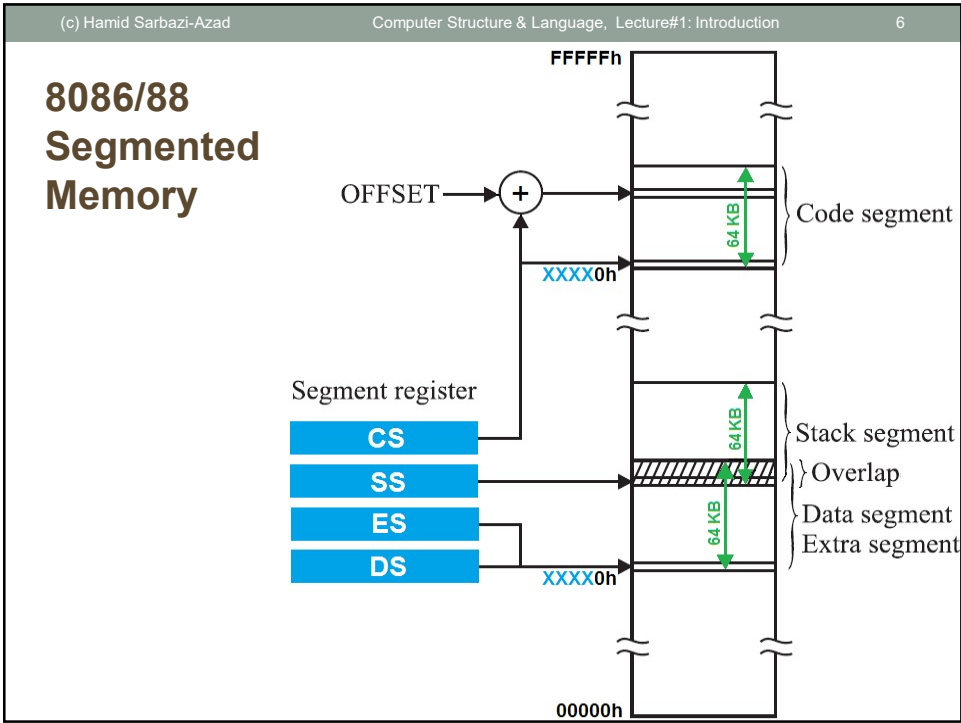 (c) Hamid Sarbazi-Azad
Computer Structure & Language, Lecture#1: Introduction
6
8086/88
Segmented
Memory
FFFFFh
OFFSET
+
64 KB
Code segment
XXXX0h
Segment register
CS
SS
ES
DS
64 KB
Stack segment
Overlap
64 KB
Data segment
Extra segment
XXXX0h
00000h